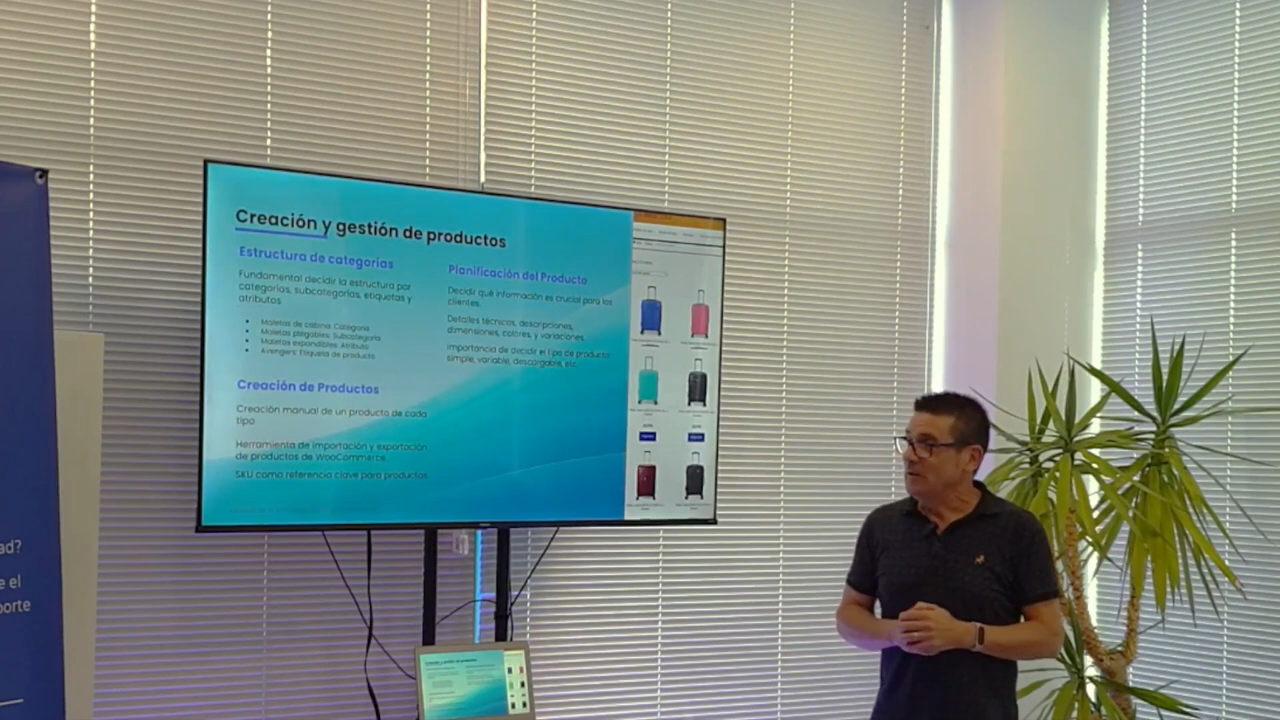 Creación y gestión de productos
Estructura de categorías
Fundamental decidir la estructura por
categorías, subcategorías, etiquetas y
atributos
Maletas de cabina: Categoría
Maletas plegables: Subcategoría
Maletas expandibles: Atributo
Avengers: Etiqueta de producto
Creación de Productos
Creación manual de un producto de cada
tipo
Herramienta de importación y exportación
de productos de WooCommerce.
SKU como referencia clave para productos
Planificación del Producto
Decidir qué información es crucial para los
clientes.
Detalles técnicos, descripciones,
dimensiones, colores, y variaciones
Importancia de decidir el tipo de producto:
simple, variable, descargable, etc.
ad?
e el
porte